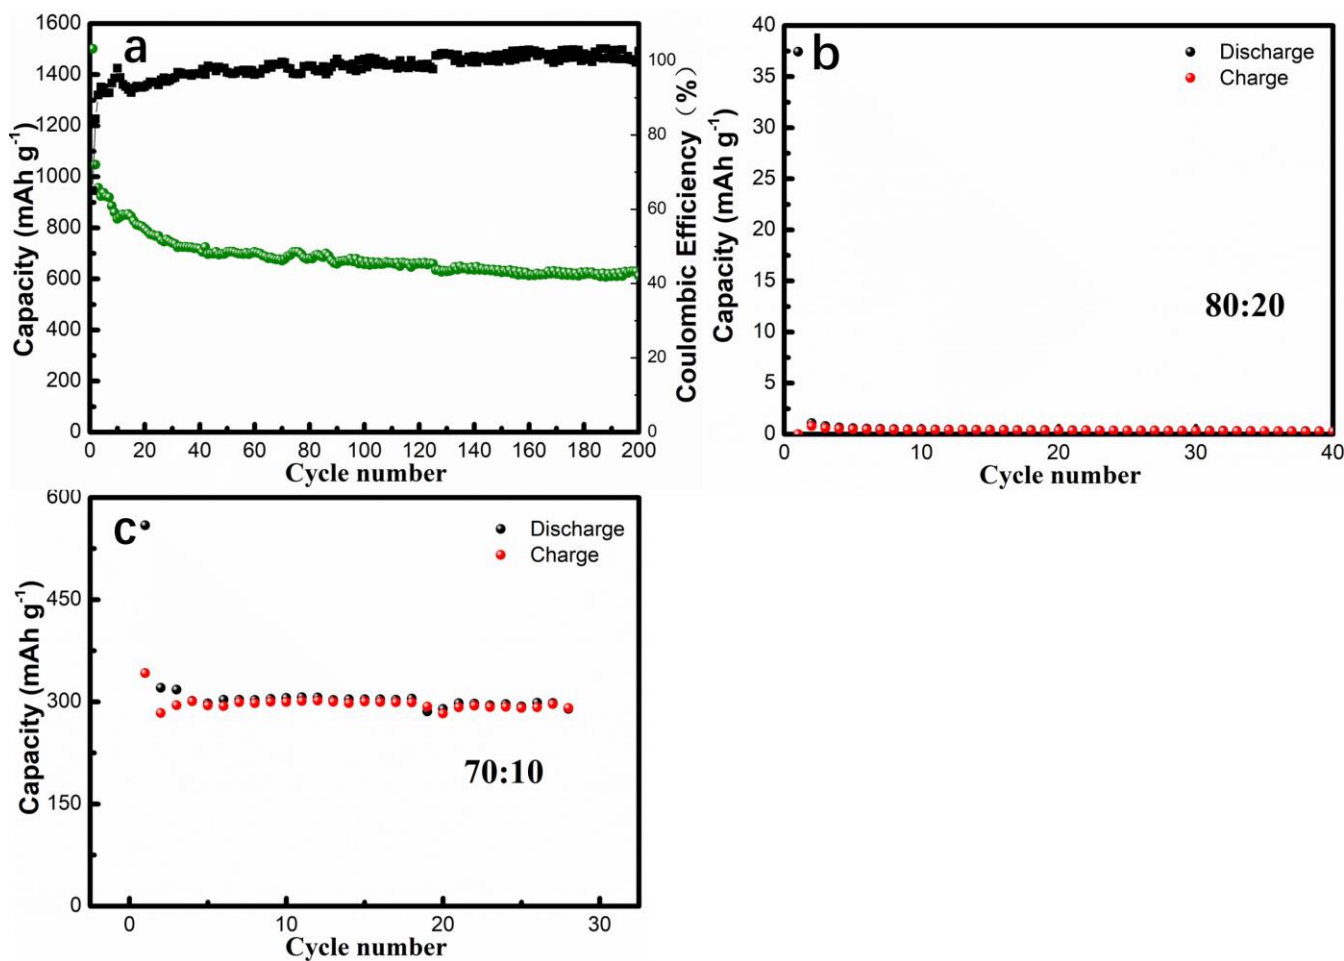 a
Capacity (mAh g-1)
1600
1400
1200
1000
800
600
400
200
0
0 20 40 60 80 100 120 140 160 180 200
Cycle number
100
80
60
40
20
0
Coulombic Efficiency (%)
b
Capacity (mAh g-1)
40
35
30
25
20
15
10
5
0
0 10 20 30 40
Cycle number
Discharge
Charge
80:20
c
Capacity (mAh g-1)
600
450
300
150
0
0 10 20 30
Cycle number
Discharge
Charge
70:10